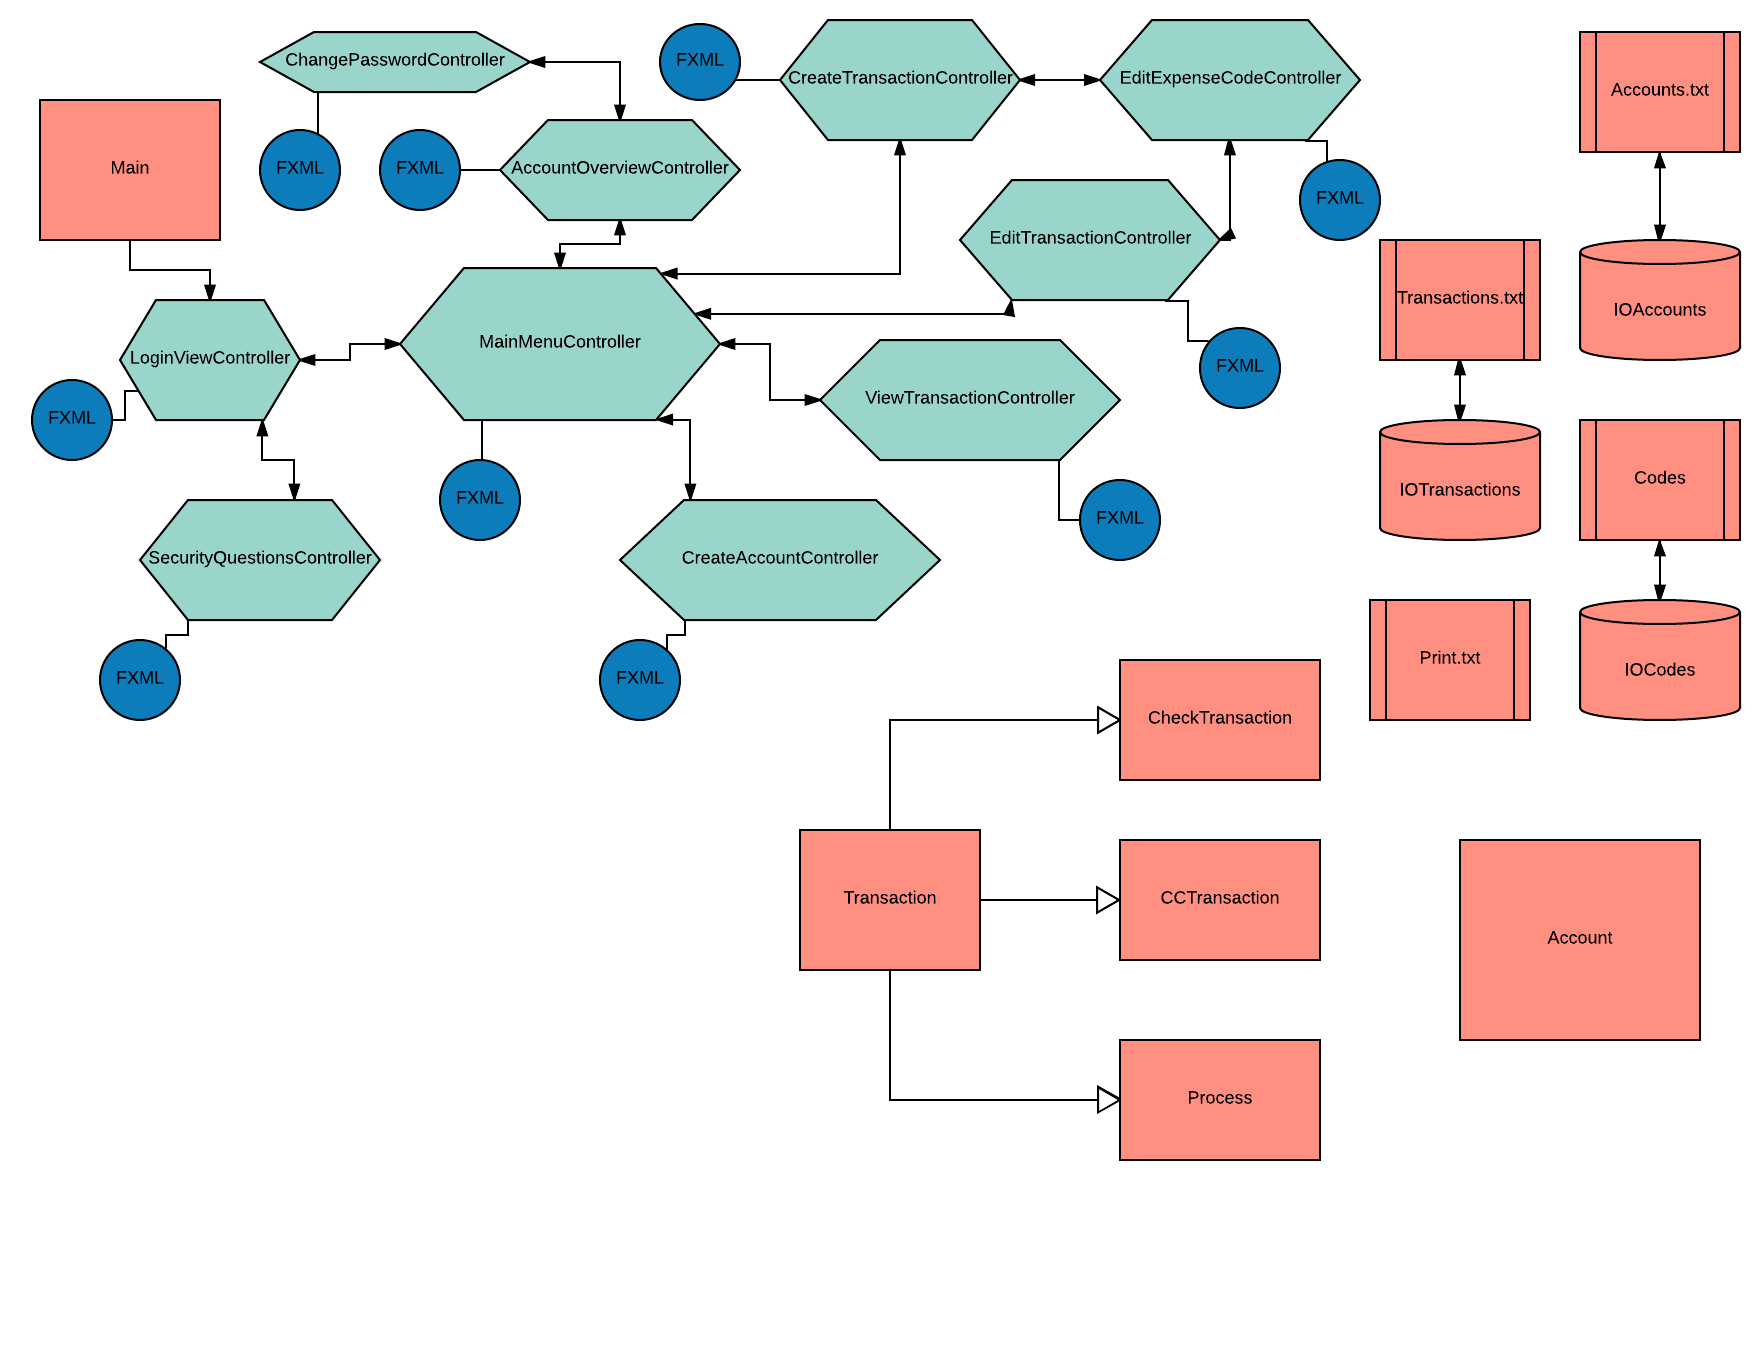 ChangePasswordController
FXML
CreateTransactionController
EditExpenseCodeController
Accounts.txt
Main
FXML
FXML
AccountOverviewController
FXML
EditTransactionController
Transactions.txt
IOAccounts
LoginViewController
MainMenuController
FXML
ViewTransactionController
FXML
FXML
FXML
IOTransactions
Codes
SecurityQuestionsController
CreateAccountController
FXML
FXML
FXML
Print.txt
IOCodes
CheckTransaction
Transaction
CCTransaction
Account
Process